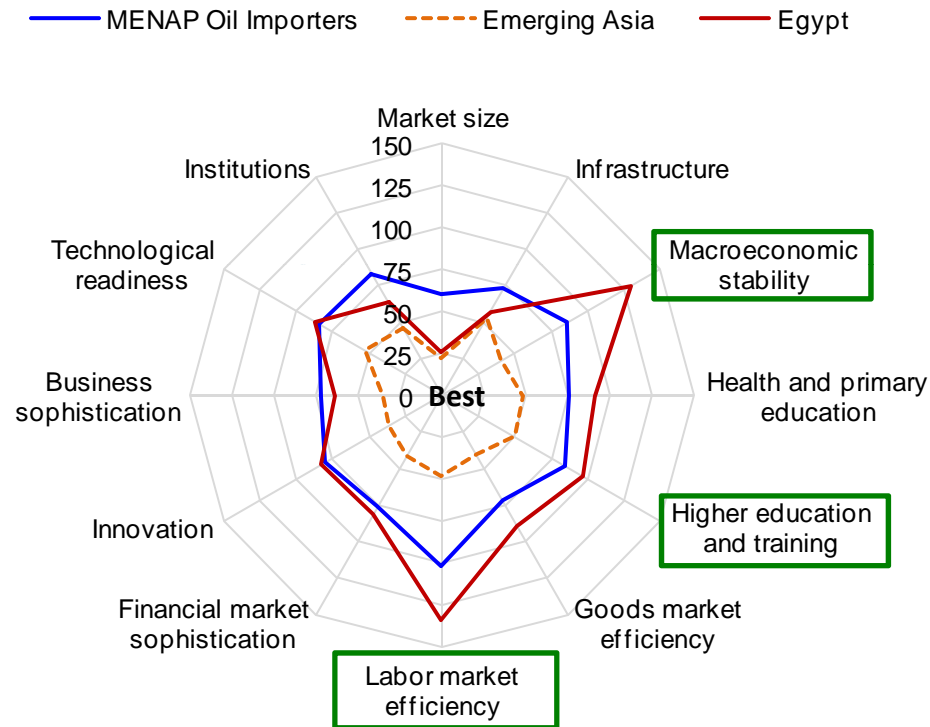 MENAP Oil Importers
Emerging Asia
Egypt
Market size
150
125
100
75
50
25
0
Best
Infrastructure
Macroeconomic
stability
Health and primary
education
Higher education
and training
Goods market
efficiency
Labor market
efficiency
Financial market
sophistication
Innovation
Business
sophistication
Technological
readiness
Institutions